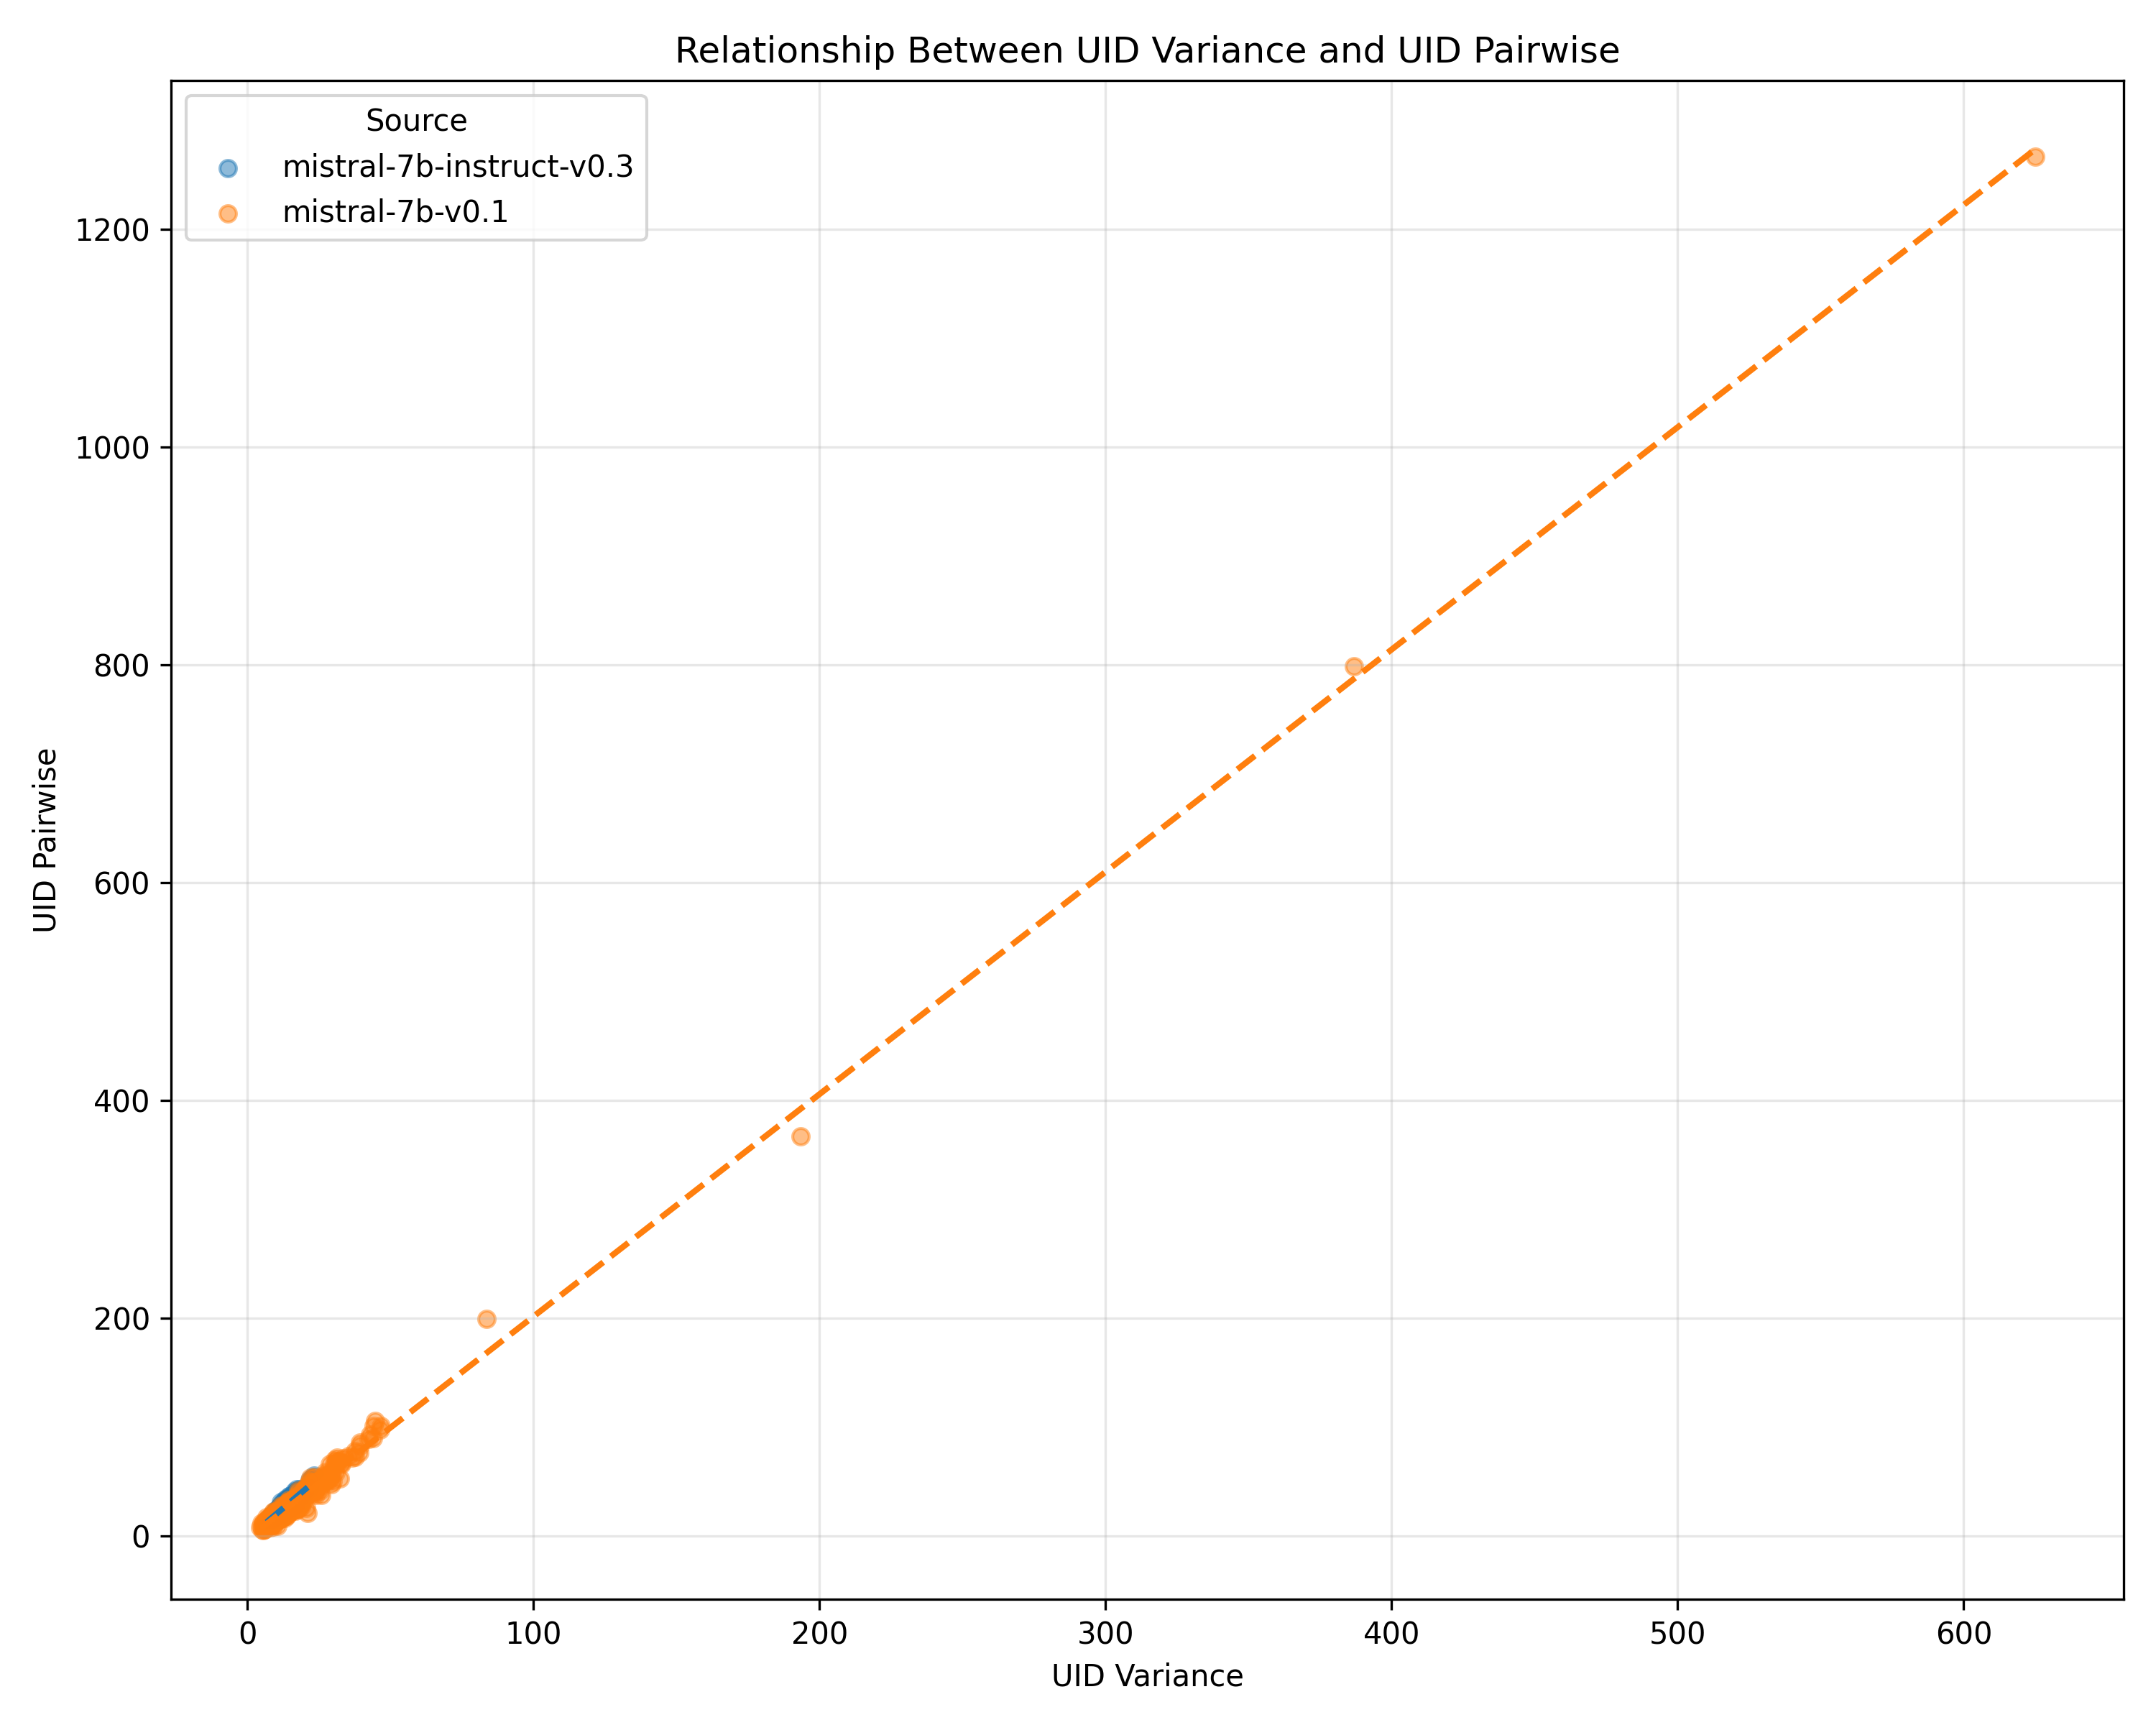 Relationship Between UID Variance and UID Pairwise
Source
mistral-7b-instruct-v0.3
mistral-7b-v0.1
UID Pairwise
1200
1000
800
600
400
200
0
0 100 200 300 400 500 600
UID Variance